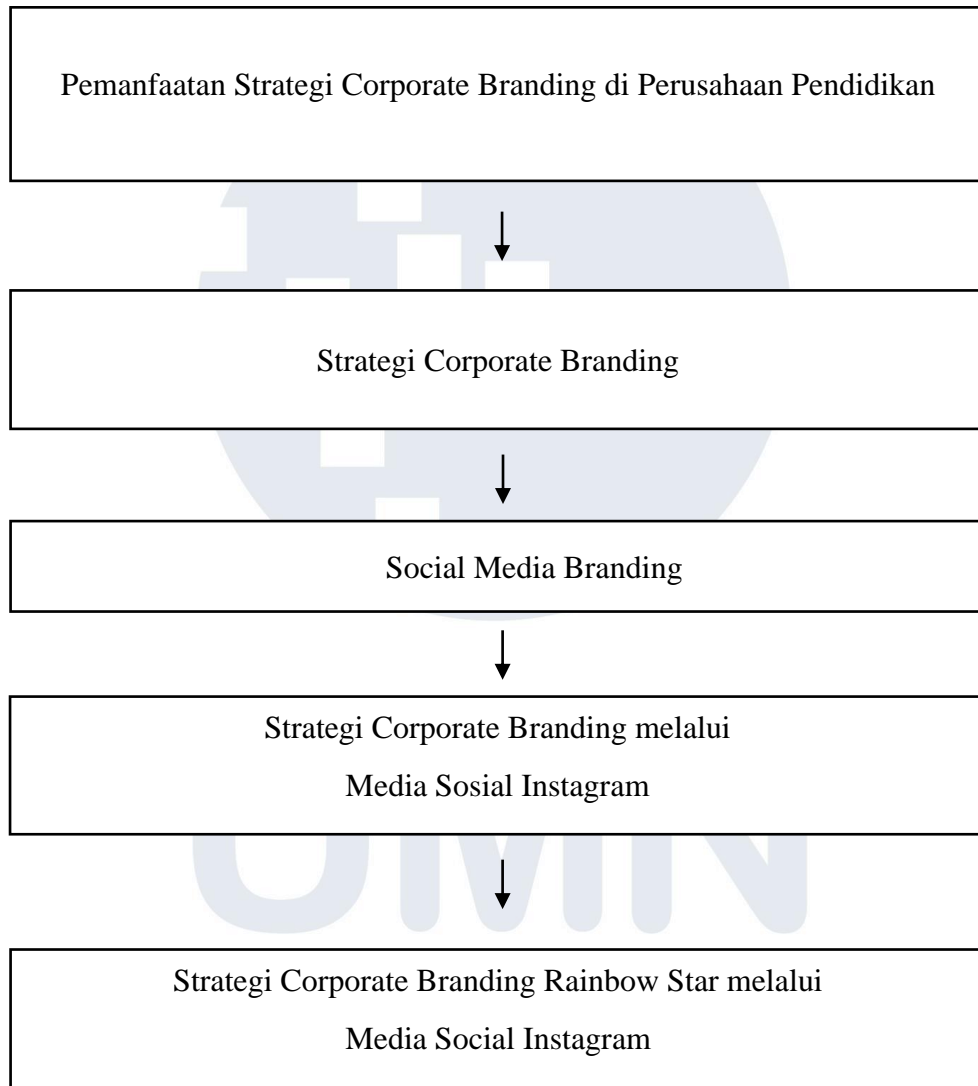 Pemanfaatan Strategi Corporate Branding di Perusahaan Pendidikan
Strategi Corporate Branding
Social Media Branding
Strategi Corporate Branding melalui
Media Sosial Instagram
UMN
Strategi Corporate Branding Rainbow Star melalui
Media Social Instagram